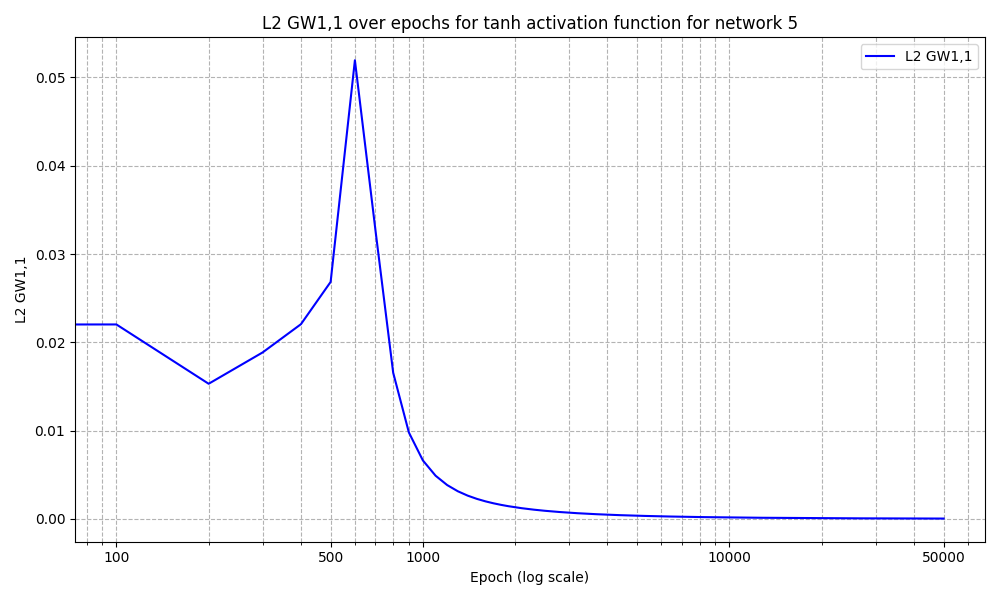 L2 GW1,1 over epochs for tanh activation function for network 5
L2 GW1,1
0.05
0.04
0.03
0.02
0.01
0.00
L2 GW1,1
100
500
1000
10000
50000
Epoch (log scale)